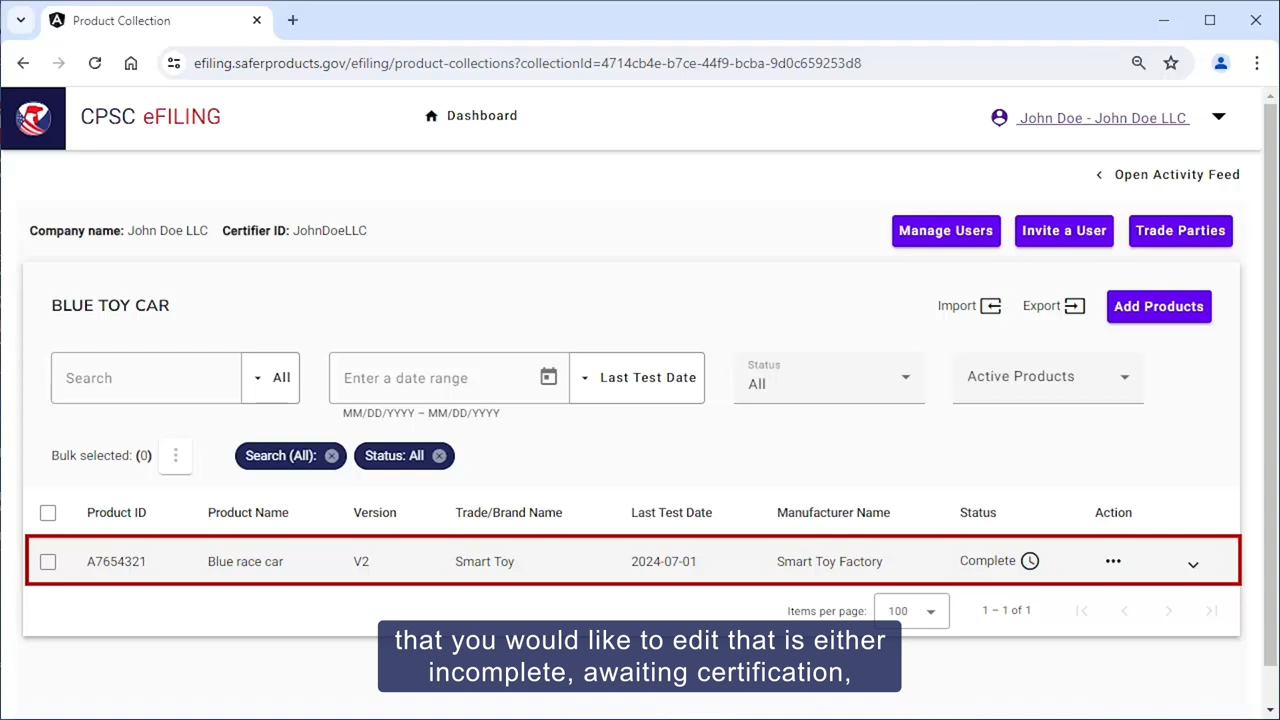 Product Collection
efiling.saferproducts.gov/efiling/product-collections?collectionId=4714cb4e-b7ce-44f9-bcba-9d0c659253d8
CPSC eFILING
Dashboard
John Doe - John Doe LLC
Open Activity Feed
Company name: John Doe LLC Certifier ID: JohnDoeLLC
Manage Users
Invite a User
Trade Parties
BLUE TOY CAR
Import
Export
Add Products
Search
All
Enter a date range
Last Test Date
MM/DD/YYYY – MM/DD/YYYY
Status
All
Active Products
Bulk selected: (0)
Search (All):
Status: All
Product ID Product Name Version Trade/Brand Name Last Test Date Manufacturer Name Status Action
A7654321 Blue race car V2 Smart Toy 2024-07-01 Smart Toy Factory Complete
Items per page: 100 1 – 1 of 1
that you would like to edit that is either
incomplete, awaiting certification,